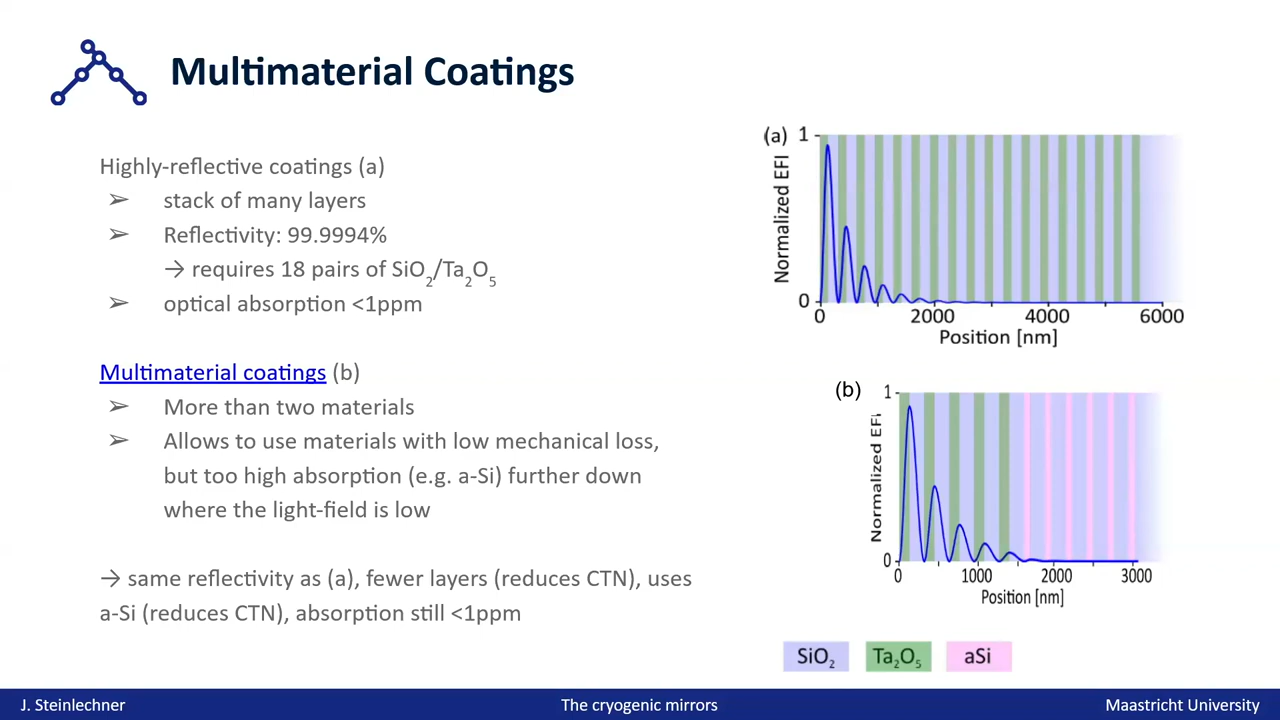 Multimaterial Coatings
Highly-reflective coatings (a)
➢ stack of many layers
➢ Reflectivity: 99.9994%
→ requires 18 pairs of SiO₂/Ta₂O₅
➢ optical absorption <1ppm
Multimaterial coatings (b)
➢ More than two materials
➢ Allows to use materials with low mechanical loss,
but too high absorption (e.g. a-Si) further down
where the light-field is low
→ same reflectivity as (a), fewer layers (reduces CTN), uses
a-Si (reduces CTN), absorption still <1ppm
(a)
Normalized EFI
1
0
0 2000 4000 6000
Position [nm]
(b)
Normalized EFI
1
0
0 1000 2000 3000
Position [nm]
SiO₂ Ta₂O₅ aSi
J. Steinlechner The cryogenic mirrors Maastricht University